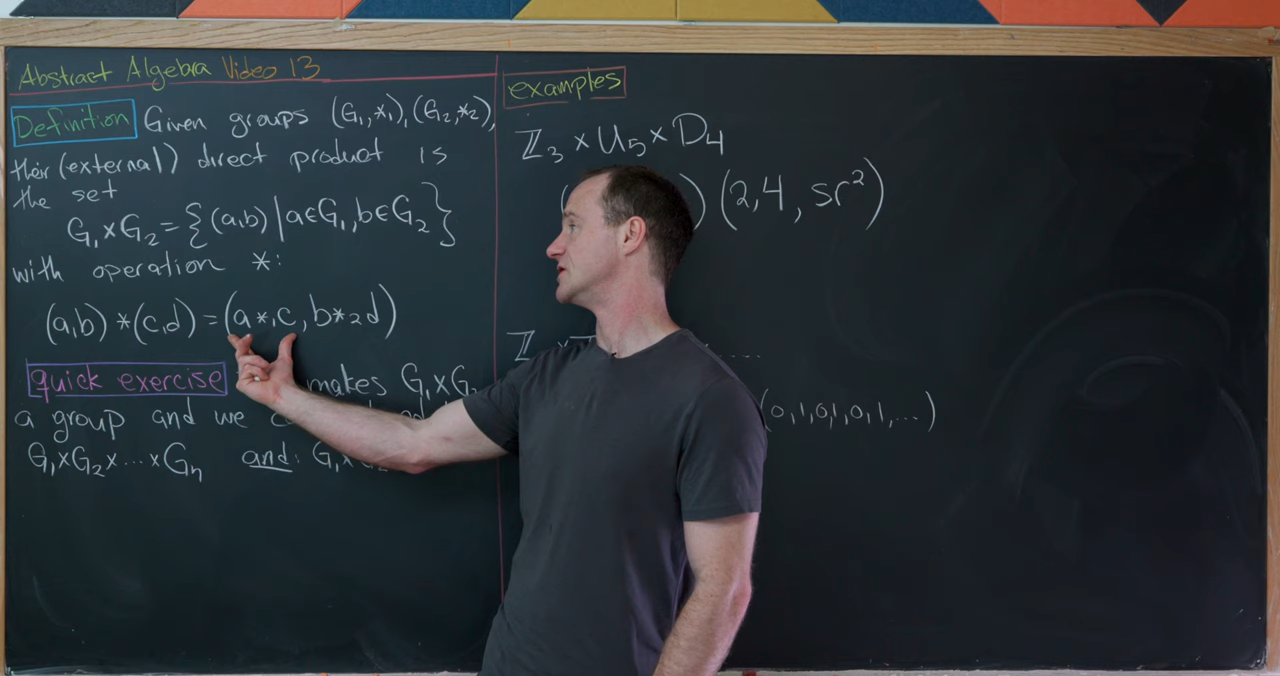 Abstract Algebra Video 13
Definition Given groups (G₁,*₁),(G₂,*₂),
their (external) direct product is
the set
G₁×G₂={(a,b)|a∈G₁,b∈G₂}
with operation *:
(a,b)*(c,d)=(a*₁c,b*₂d)
quick exercise makes G₁×G₂
a group and we
G₁×G₂×...×Gₙ and: G₁×G₂
examples
ℤ₃×U₅×D₄
( ) (2,4,sr²)
ℤ × ....
(0,1,0,1,0,1,...)